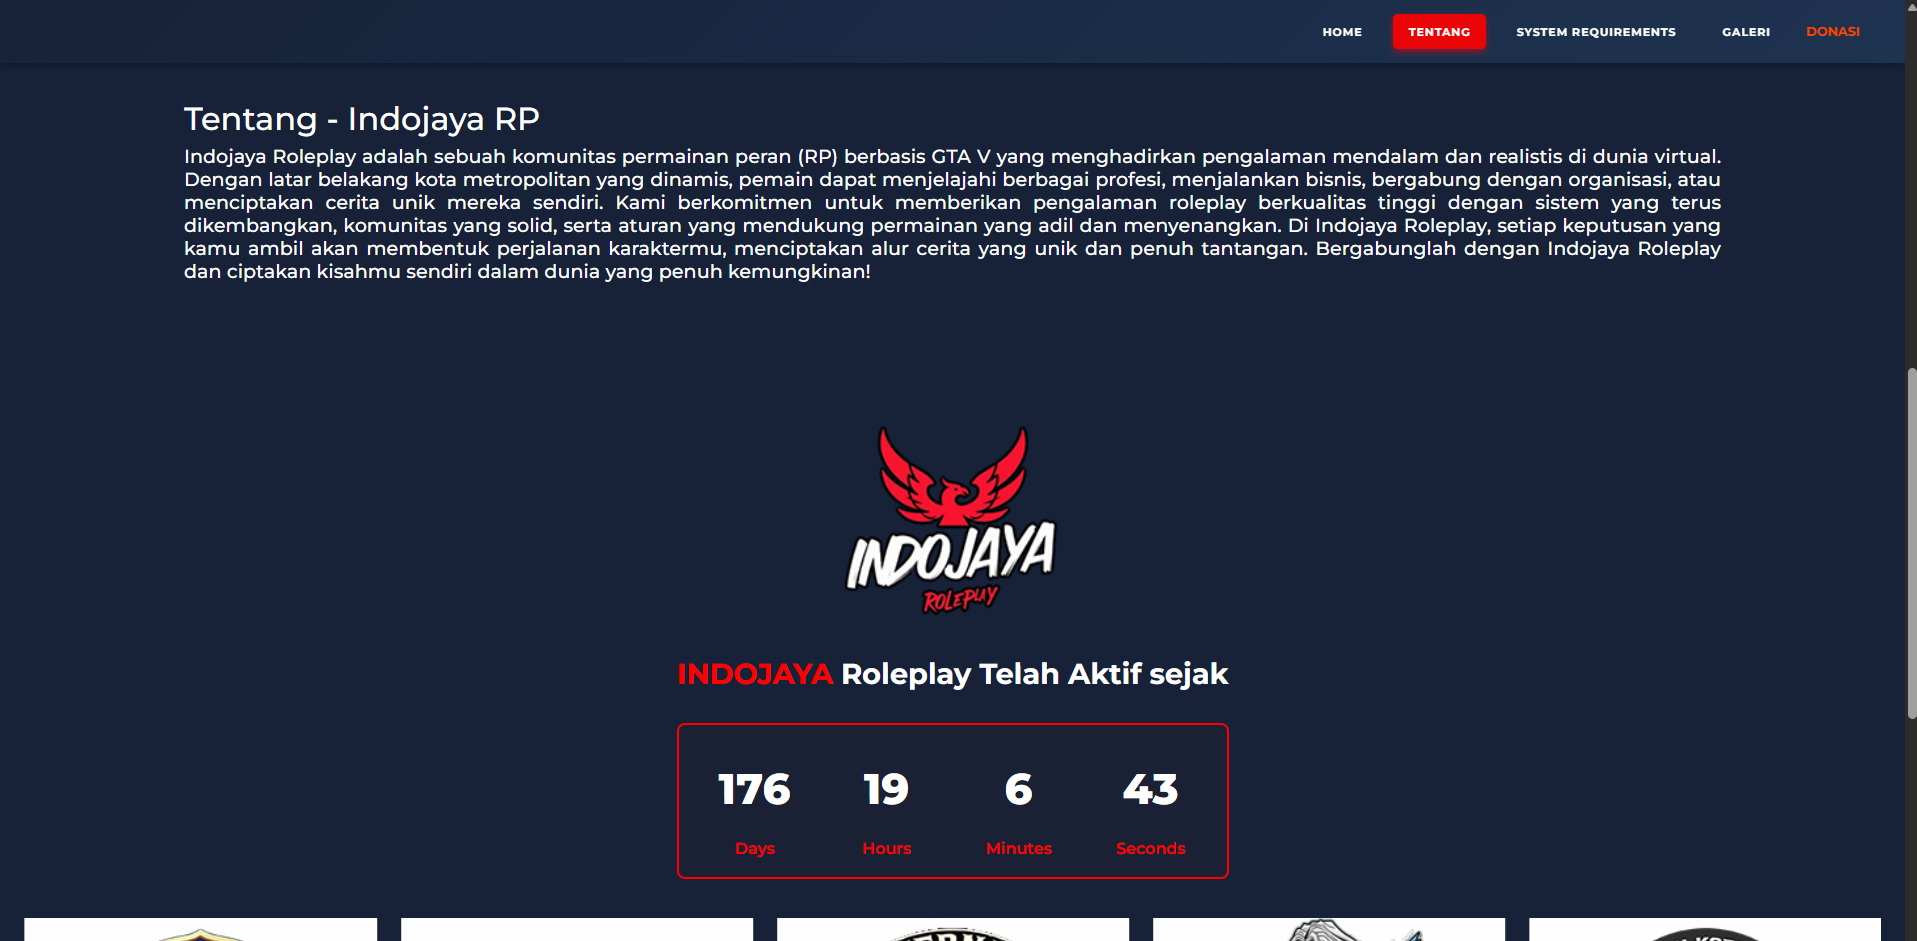 HOME TENTANG SYSTEM REQUIREMENTS GALERI DONASI
Tentang - Indojaya RP
Indojaya Roleplay adalah sebuah komunitas permainan peran (RP) berbasis GTA V yang menghadirkan pengalaman mendalam dan realistis di dunia virtual.
Dengan latar belakang kota metropolitan yang dinamis, pemain dapat menjelajahi berbagai profesi, menjalankan bisnis, bergabung dengan organisasi, atau
menciptakan cerita unik mereka sendiri. Kami berkomitmen untuk memberikan pengalaman roleplay berkualitas tinggi dengan sistem yang terus
dikembangkan, komunitas yang solid, serta aturan yang mendukung permainan yang adil dan menyenangkan. Di Indojaya Roleplay, setiap keputusan yang
kamu ambil akan membentuk perjalanan karaktermu, menciptakan alur cerita yang unik dan penuh tantangan. Bergabunglah dengan Indojaya Roleplay
dan ciptakan kisahmu sendiri dalam dunia yang penuh kemungkinan!
INDOJAYA
ROLEPLAY
INDOJAYA Roleplay Telah Aktif sejak
176 19 6 43
Days Hours Minutes Seconds